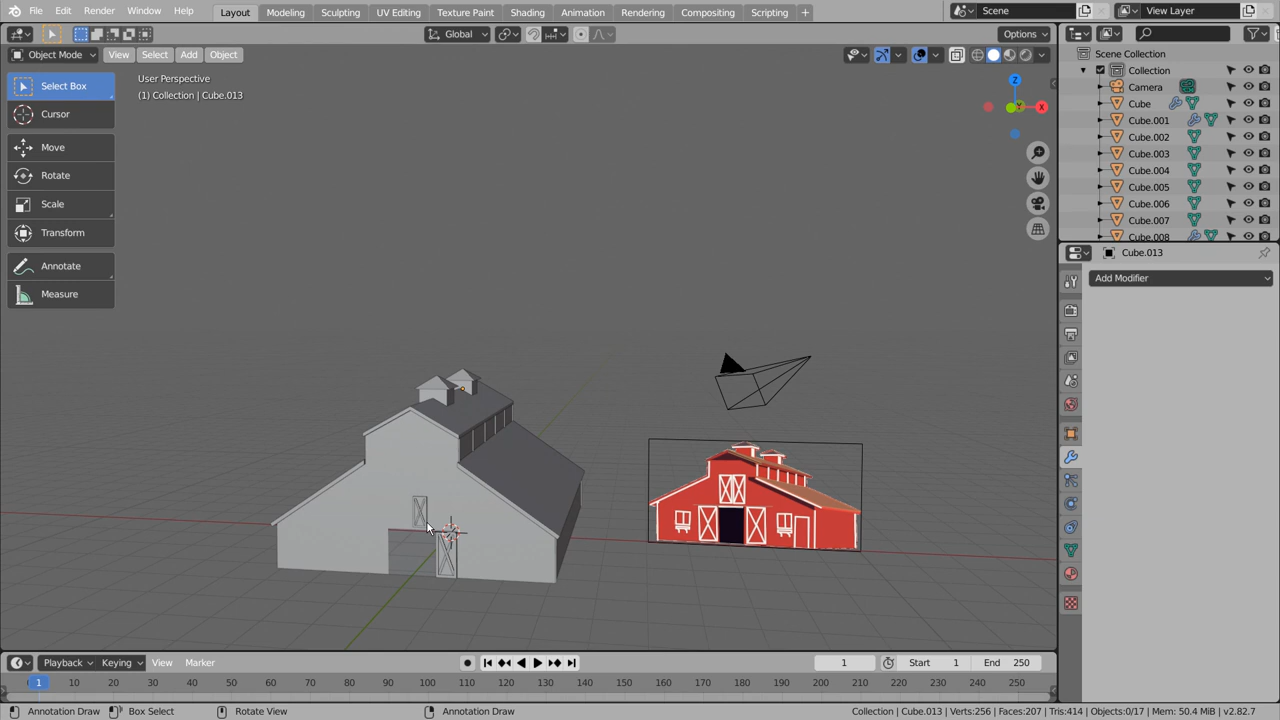 File Edit Render Window Help Layout Modeling Sculpting UV Editing Texture Paint Shading Animation Rendering Compositing Scripting + Scene View Layer
Global Options
Object Mode View Select Add Object
Scene Collection
Collection
Camera
Cube
Cube.001
Cube.002
Cube.003
Cube.004
Cube.005
Cube.006
Cube.007
Cube.008
User Perspective
(1) Collection | Cube.013
Z
Y
X
Select Box
Cursor
Move
Rotate
Scale
Transform
Annotate
Measure
Cube.013
Add Modifier
Playback Keying View Marker 1 Start 1 End 250
1 10 20 30 40 50 60 70 80 90 100 110 120 130 140 150 160 170 180 190 200 210 220 230 240 250
Annotation Draw Box Select Rotate View Annotation Draw Collection | Cube.013 | Verts:256 | Faces:207 | Tris:414 | Objects:0/17 | Mem: 50.4 MiB | v2.82.7